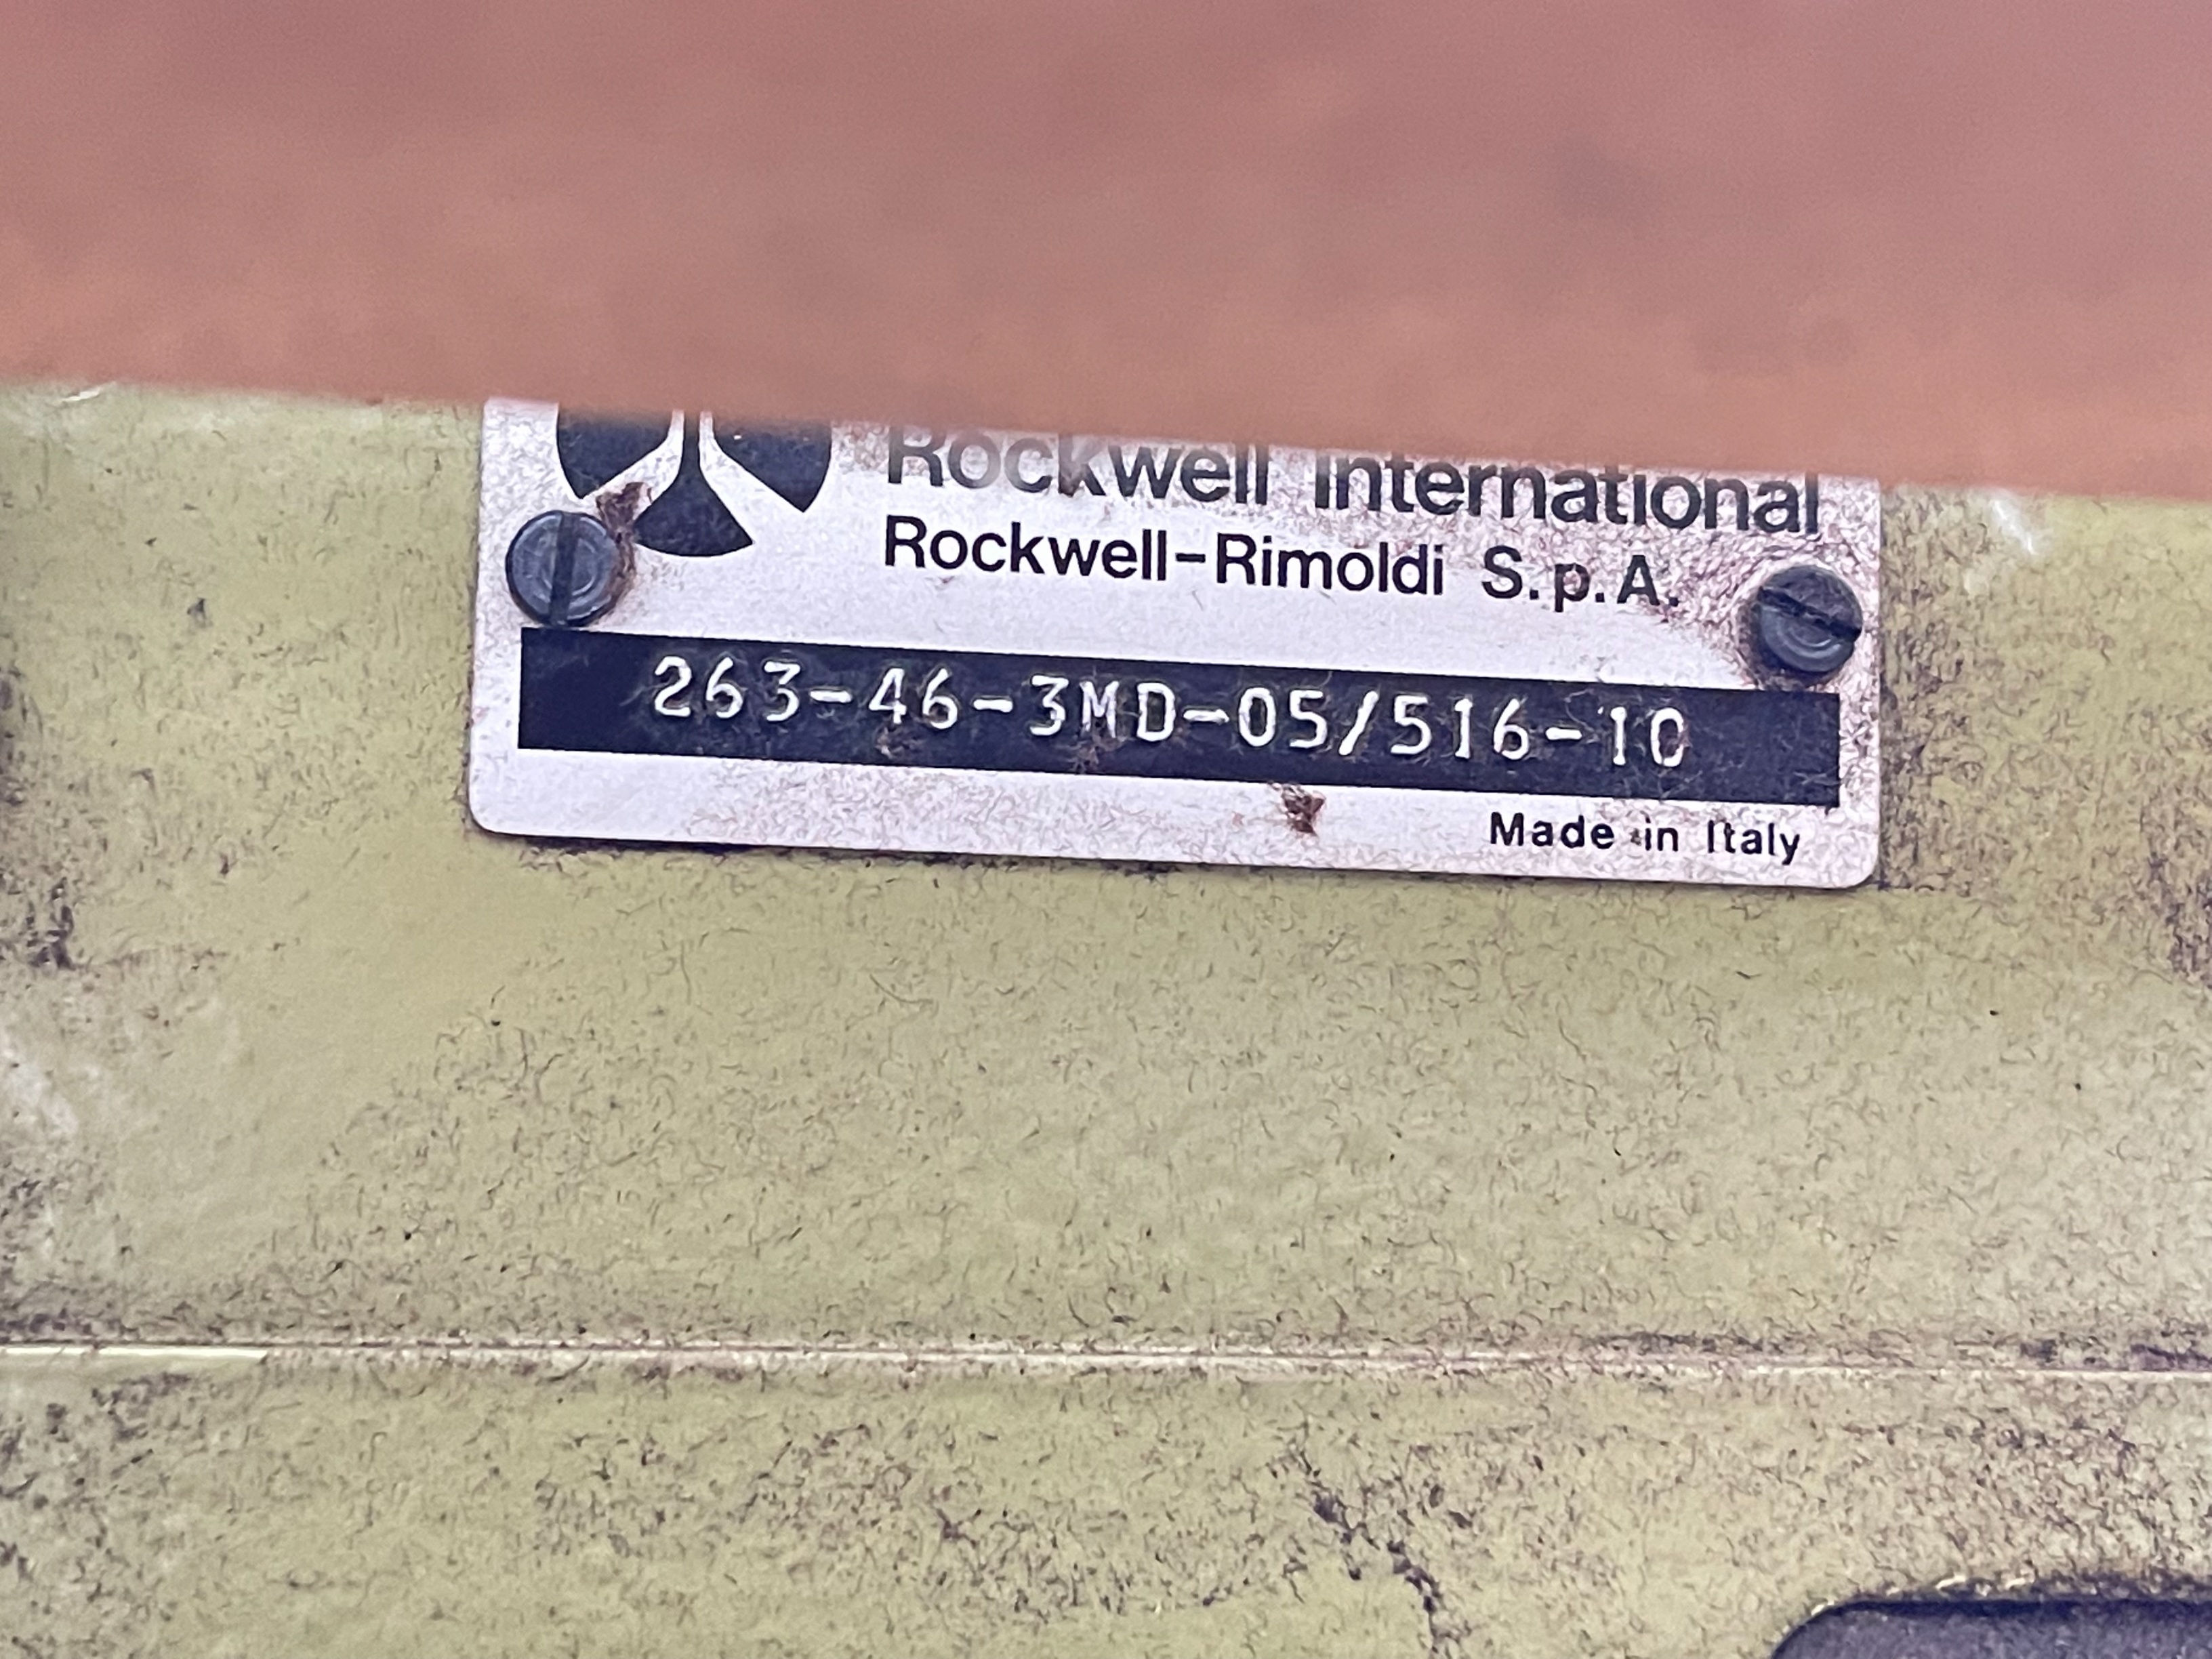 Rockwell International
Rockwell-Rimoldi S.p.A.
263-46-3MD-05/516-10
Made in Italy